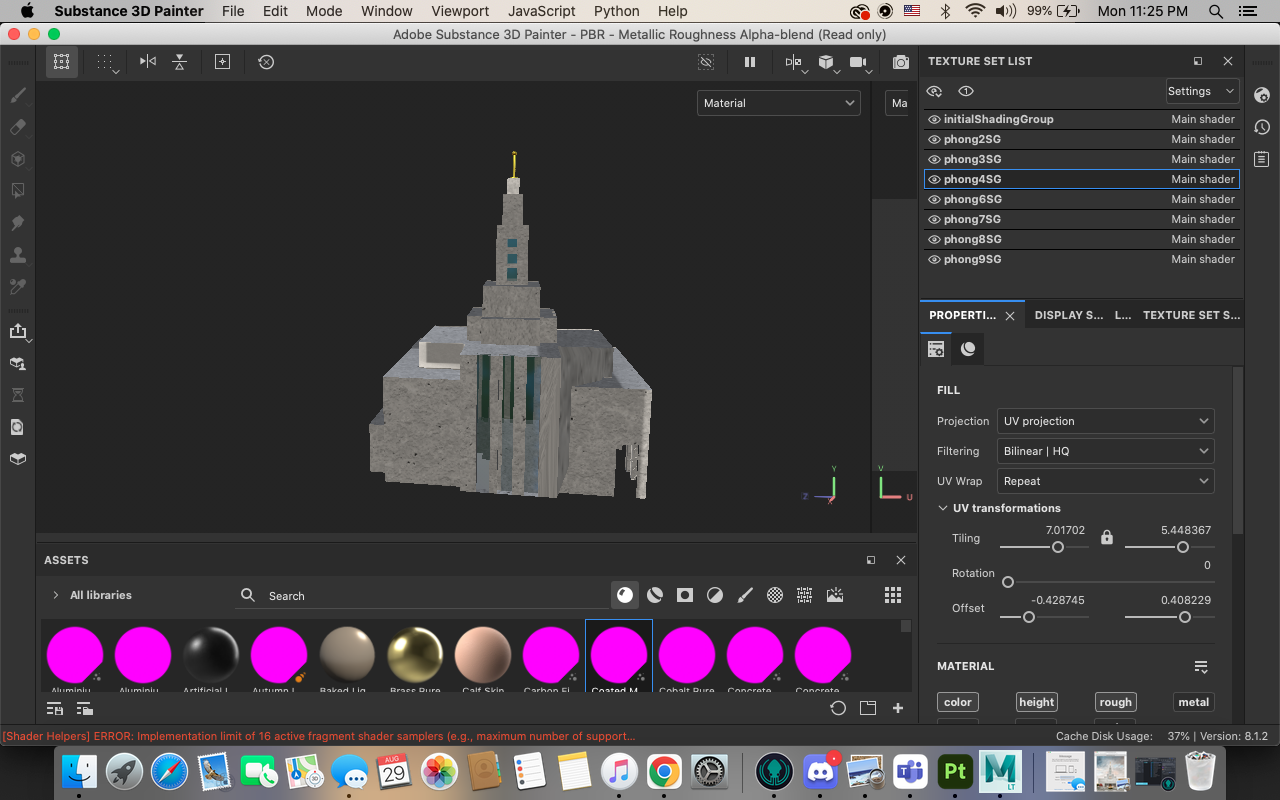 Substance 3D Painter File Edit Mode Window Viewport JavaScript Python Help 99% Mon 11:25 PM
Adobe Substance 3D Painter - PBR - Metallic Roughness Alpha-blend (Read only)
TEXTURE SET LIST
Settings
Material
Ma
initialShadingGroup Main shader
phong2SG Main shader
phong3SG Main shader
phong4SG Main shader
phong6SG Main shader
phong7SG Main shader
phong8SG Main shader
phong9SG Main shader
PROPERTI... DISPLAY S... L... TEXTURE SET S...
FILL
Projection UV projection
Filtering Bilinear | HQ
UV Wrap Repeat
UV transformations
Tiling 7.01702 5.448367
Rotation 0
Offset -0.428745 0.408229
MATERIAL
color height rough metal
Y
Z
X
V
U
ASSETS
All libraries
Search
Aluminiu... Aluminiu... Artificial L... Autumn L... Baked Lig... Brass Pure Calf Skin Carbon Fi... Coated M... Cobalt Pure Concrete... Concrete...
[Shader Helpers] ERROR: Implementation limit of 16 active fragment shader samplers (e.g., maximum number of support...
Cache Disk Usage: 37% | Version: 8.1.2
AUG
29
Pt
M
LT